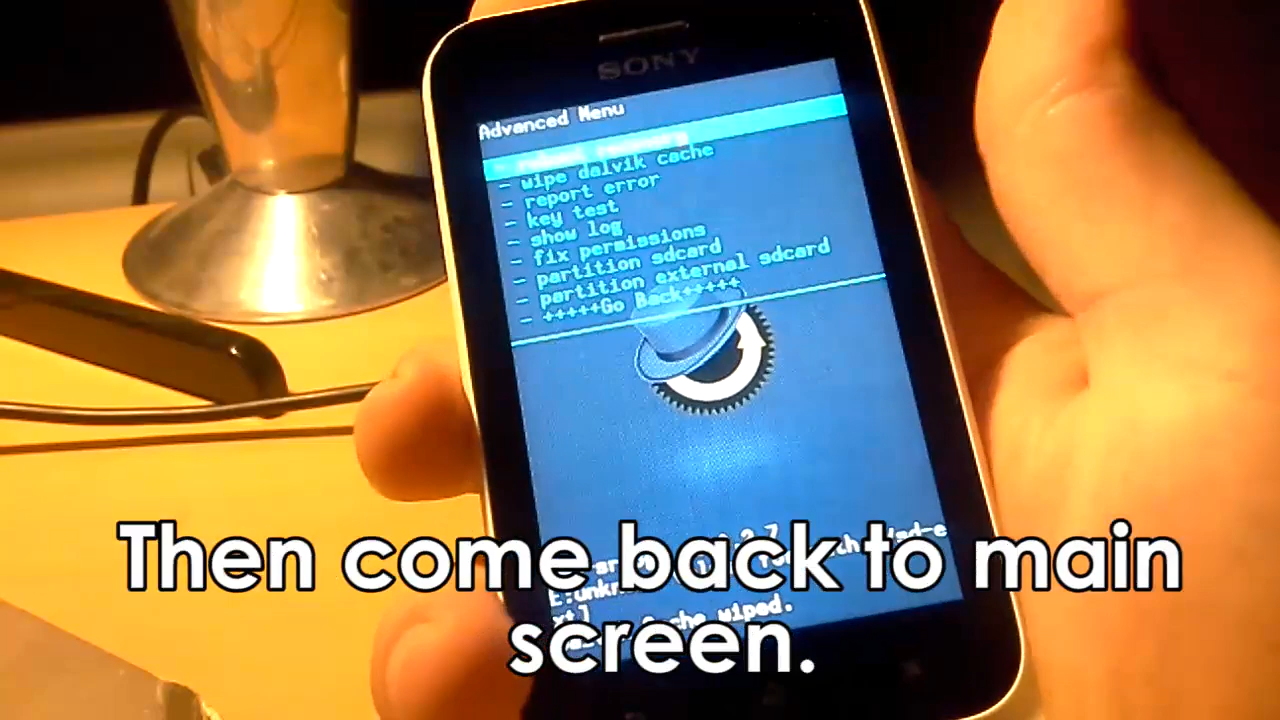 SONY
Advanced Menu
- reboot recovery
- wipe dalvik cache
- report error
- key test
- show log
- fix permissions
- partition sdcard
- partition external sdcard
- +++++Go Back+++++
Then come back to main
screen.
wiped.